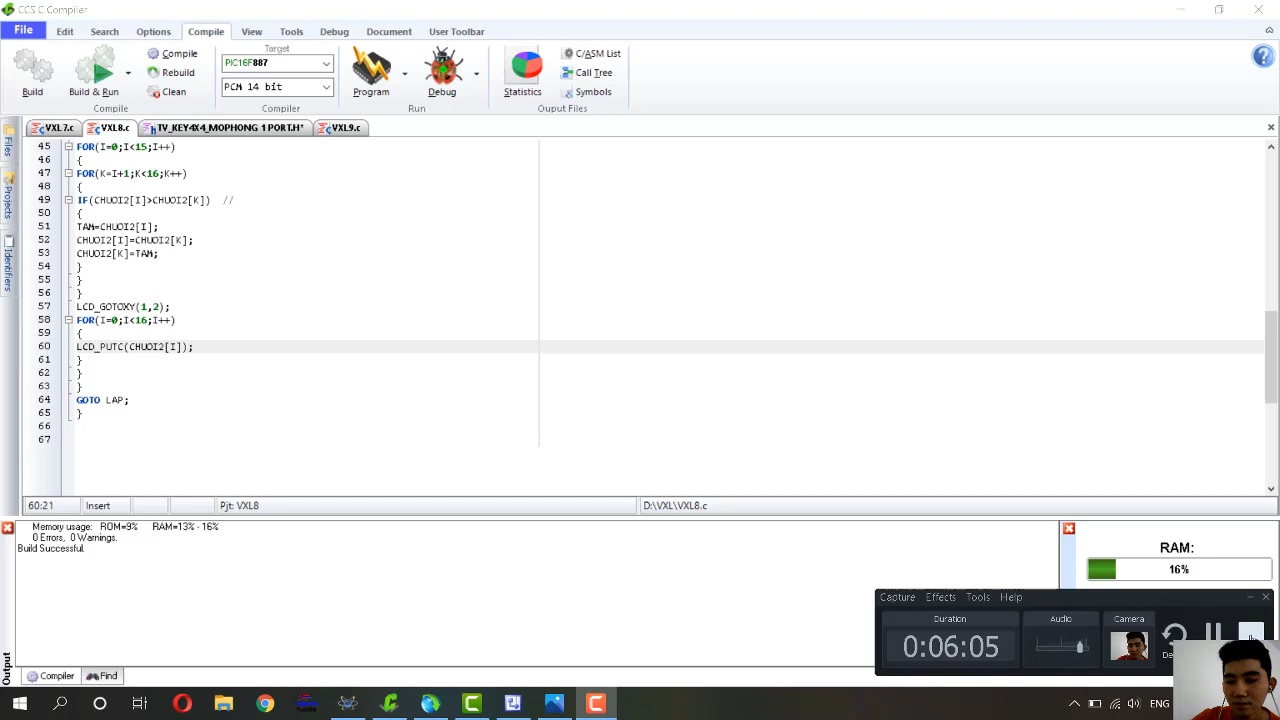 CCS C Compiler
File Edit Search Options Compile View Tools Debug Document User Toolbar
Target
Compile
Rebuild
Clean
PIC16F887
PCM 14 bit
C/ASM List
Call Tree
Symbols
Build Build & Run Program Debug Statistics
Compile Compiler Run Ouput Files
VXL7.c VXL8.c TV_KEY4X4_MOPHONG 1 PORT.H* VXL9.c
Files
Projects
Identifiers
45 FOR(I=0;I<15;I++)
46 {
47 FOR(K=I+1;K<16;K++)
48 {
49 IF(CHUOI2[I]>CHUOI2[K]) //
50 {
51 TAM=CHUOI2[I];
52 CHUOI2[I]=CHUOI2[K];
53 CHUOI2[K]=TAM;
54 }
55 }
56 }
57 LCD_GOTOXY(1,2);
58 FOR(I=0;I<16;I++)
59 {
60 LCD_PUTC(CHUOI2[I]);
61 }
62 }
63 }
64 GOTO LAP;
65 }
66
67
60:21 Insert Pjt: VXL8 D:\VXL\VXL8.c
Memory usage: ROM=9% RAM=13% - 16%
0 Errors, 0 Warnings.
Build Successful.
RAM:
16%
Capture Effects Tools Help
Duration Audio Camera
0:06:05
Output
Compiler Find
ENG